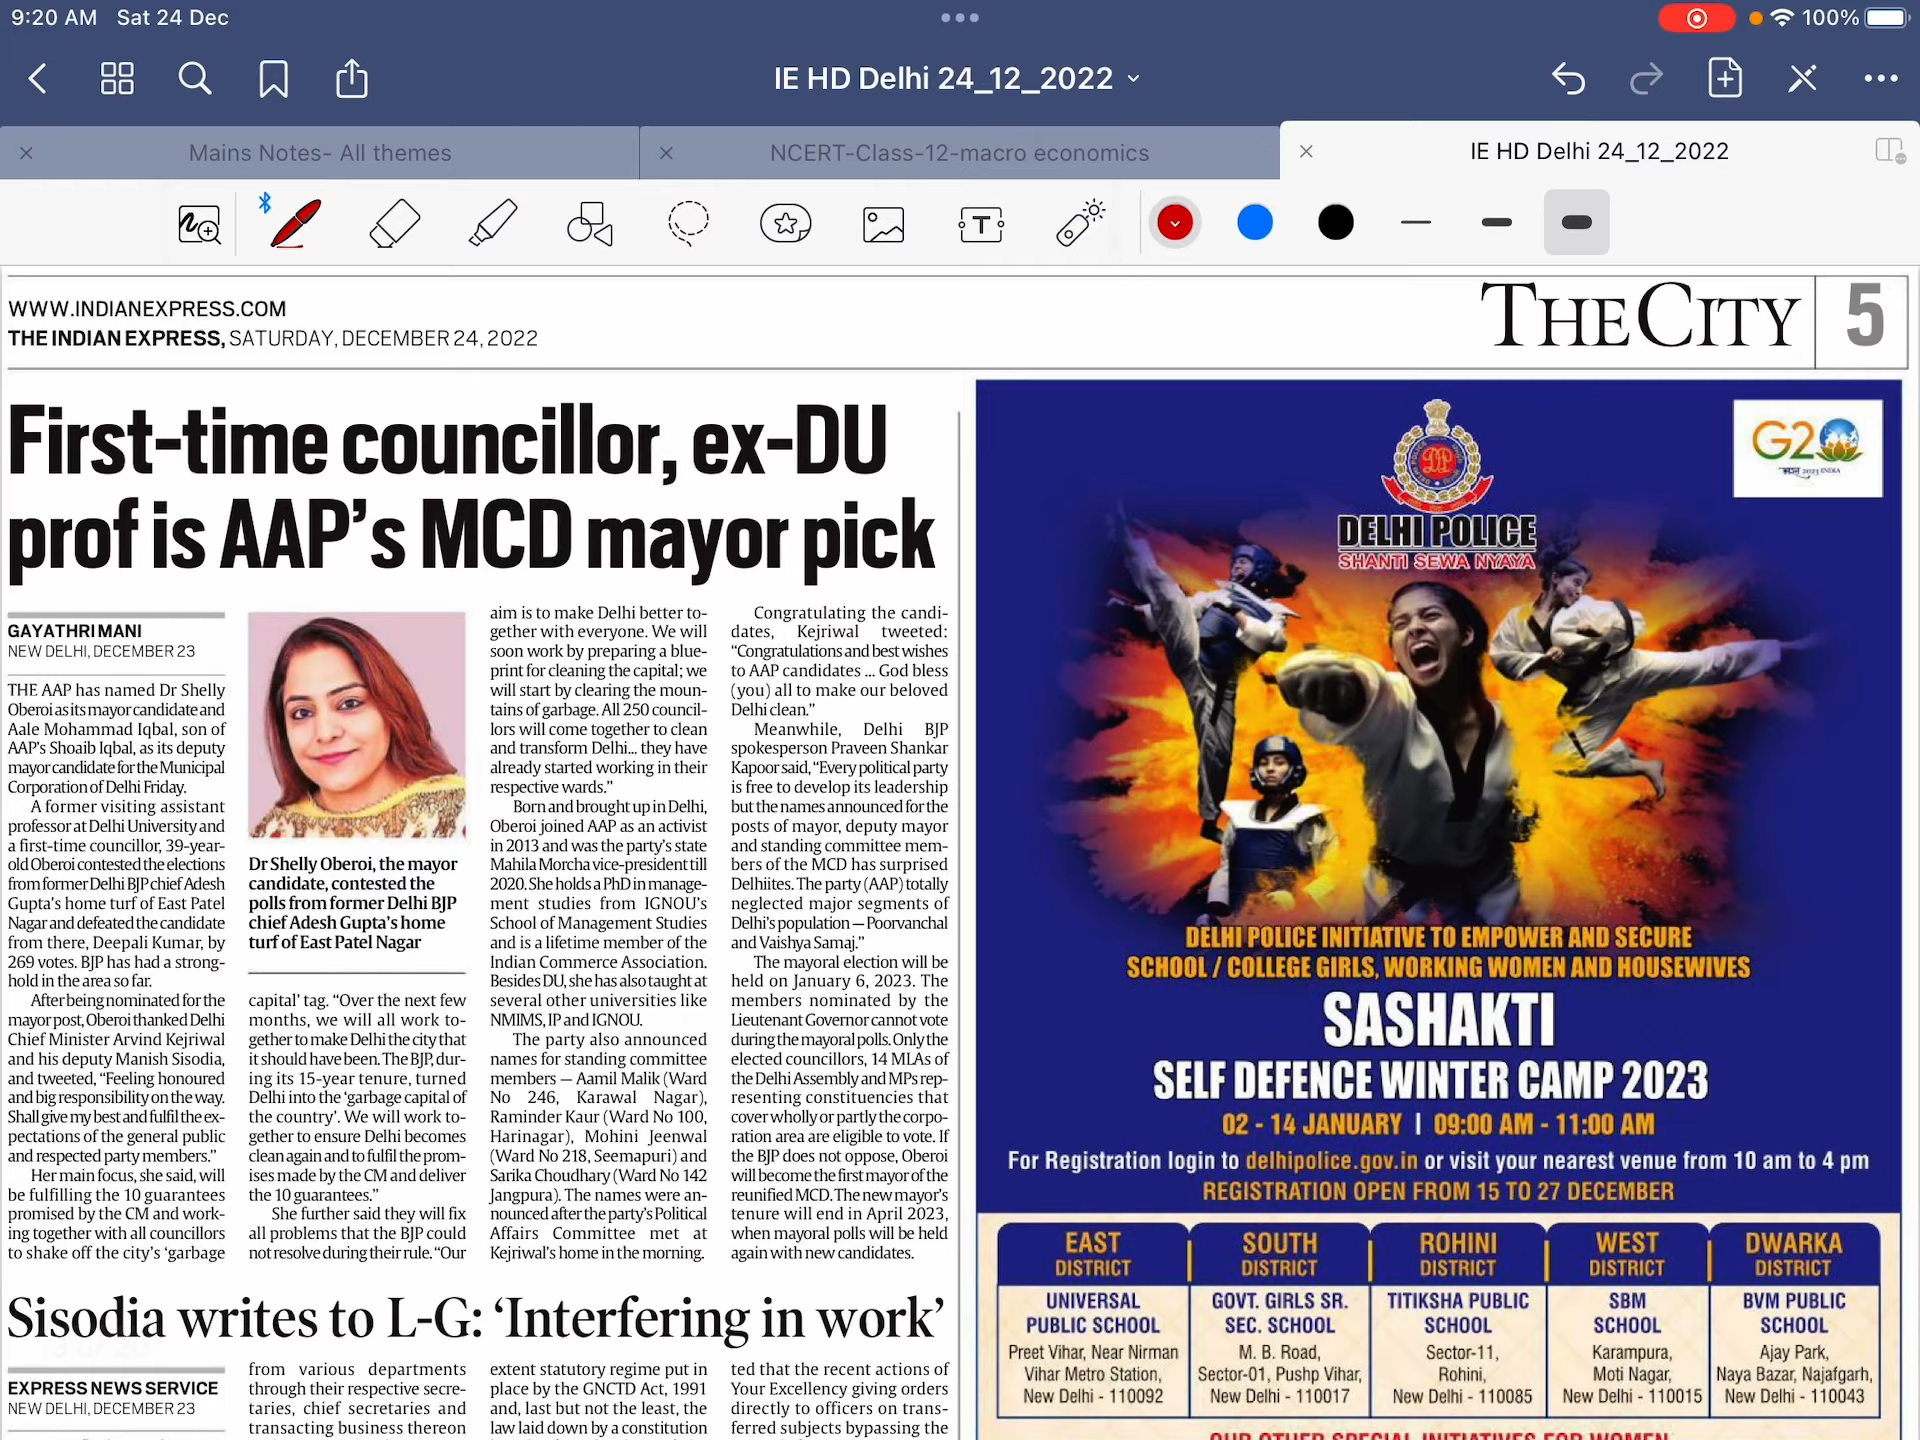 9:20 AM Sat 24 Dec
100%
IE HD Delhi 24_12_2022
Mains Notes- All themes
NCERT-Class-12-macro economics
IE HD Delhi 24_12_2022
T
WWW.INDIANEXPRESS.COM
THE INDIAN EXPRESS, SATURDAY, DECEMBER 24, 2022
THE CITY
5
First-time councillor, ex-DU
prof is AAP's MCD mayor pick
GAYATHRI MANI
NEW DELHI, DECEMBER 23
THE AAP has named Dr Shelly
Oberoi as its mayor candidate and
Aale Mohammad Iqbal, son of
AAP's Shoaib Iqbal, as its deputy
mayor candidate for the Municipal
Corporation of Delhi Friday.
A former visiting assistant
professor at Delhi University and
a first-time councillor, 39-year-
old Oberoi contested the elections
from former Delhi BJP chief Adesh
Gupta's home turf of East Patel
Nagar and defeated the candidate
from there, Deepali Kumar, by
269 votes. BJP has had a strong-
hold in the area so far.
After being nominated for the
mayor post, Oberoi thanked Delhi
Chief Minister Arvind Kejriwal
and his deputy Manish Sisodia,
and tweeted, "Feeling honoured
and big responsibility on the way.
Shall give my best and fulfil the ex-
pectations of the general public
and respected party members."
Her main focus, she said, will
be fulfilling the 10 guarantees
promised by the CM and work-
ing together with all councillors
to shake off the city's 'garbage
Dr Shelly Oberoi, the mayor
candidate, contested the
polls from former Delhi BJP
chief Adesh Gupta's home
turf of East Patel Nagar
capital' tag. "Over the next few
months, we will all work to-
gether to make Delhi the city that
it should have been. The BJP, dur-
ing its 15-year tenure, turned
Delhi into the 'garbage capital of
the country'. We will work to-
gether to ensure Delhi becomes
clean again and to fulfil the prom-
ises made by the CM and deliver
the 10 guarantees."
She further said they will fix
all problems that the BJP could
not resolve during their rule. "Our
aim is to make Delhi better to-
gether with everyone. We will
soon work by preparing a blue-
print for cleaning the capital; we
will start by clearing the moun-
tains of garbage. All 250 council-
lors will come together to clean
and transform Delhi... they have
already started working in their
respective wards."
Born and brought up in Delhi,
Oberoi joined AAP as an activist
in 2013 and was the party's state
Mahila Morcha vice-president till
2020. She holds a PhD in manage-
ment studies from IGNOU's
School of Management Studies
and is a lifetime member of the
Indian Commerce Association.
Besides DU, she has also taught at
several other universities like
NMIMS, IP and IGNOU.
The party also announced
names for standing committee
members — Aamil Malik (Ward
No 246, Karawal Nagar),
Raminder Kaur (Ward No 100,
Harinagar), Mohini Jeenwal
(Ward No 218, Seemapuri) and
Sarika Choudhary (Ward No 142
Jangpura). The names were an-
nounced after the party's Political
Affairs Committee met at
Kejriwal's home in the morning.
Congratulating the candi-
dates, Kejriwal tweeted:
"Congratulations and best wishes
to AAP candidates ... God bless
(you) all to make our beloved
Delhi clean."
Meanwhile, Delhi BJP
spokesperson Praveen Shankar
Kapoor said, "Every political party
is free to develop its leadership
but the names announced for the
posts of mayor, deputy mayor
and standing committee mem-
bers of the MCD has surprised
Delhiites. The party (AAP) totally
neglected major segments of
Delhi's population — Poorvanchal
and Vaishya Samaj."
The mayoral election will be
held on January 6, 2023. The
members nominated by the
Lieutenant Governor cannot vote
during the mayoral polls. Only the
elected councillors, 14 MLAs of
the Delhi Assembly and MPs rep-
resenting constituencies that
cover wholly or partly the corpo-
ration area are eligible to vote. If
the BJP does not oppose, Oberoi
will become the first mayor of the
reunified MCD. The new mayor's
tenure will end in April 2023,
when mayoral polls will be held
again with new candidates.
Sisodia writes to L-G: 'Interfering in work'
EXPRESS NEWS SERVICE
NEW DELHI, DECEMBER 23
from various departments
through their respective secre-
taries, chief secretaries and
transacting business thereon
extent statutory regime put in
place by the GNCTD Act, 1991
and, last but not the least, the
law laid down by a constitution
ted that the recent actions of
Your Excellency giving orders
directly to officers on trans-
ferred subjects bypassing the
G20
2023 INDIA
DP
DELHI POLICE
SHANTI SEWA NYAYA
DELHI POLICE INITIATIVE TO EMPOWER AND SECURE
SCHOOL / COLLEGE GIRLS, WORKING WOMEN AND HOUSEWIVES
SASHAKTI
SELF DEFENCE WINTER CAMP 2023
02 - 14 JANUARY | 09:00 AM - 11:00 AM
For Registration login to delhipolice.gov.in or visit your nearest venue from 10 am to 4 pm
REGISTRATION OPEN FROM 15 TO 27 DECEMBER
EAST
DISTRICT
UNIVERSAL
PUBLIC SCHOOL
Preet Vihar, Near Nirman
Vihar Metro Station,
New Delhi - 110092
SOUTH
DISTRICT
GOVT. GIRLS SR.
SEC. SCHOOL
M. B. Road,
Sector-01, Pushp Vihar,
New Delhi - 110017
ROHINI
DISTRICT
TITIKSHA PUBLIC
SCHOOL
Sector-11,
Rohini,
New Delhi - 110085
WEST
DISTRICT
SBM
SCHOOL
Karampura,
Moti Nagar,
New Delhi - 110015
DWARKA
DISTRICT
BVM PUBLIC
SCHOOL
Ajay Park,
Naya Bazar, Najafgarh,
New Delhi - 110043
OUR OTHER SPECIAL INITIATIVES FOR WOMEN